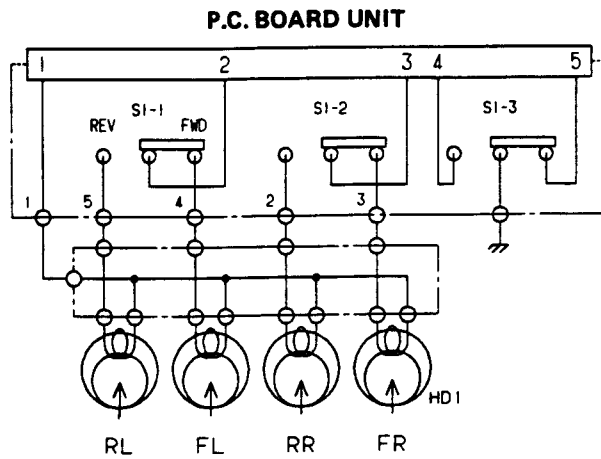 P.C. BOARD UNIT
1 2 3 4 5
S1-1 S1-2 S1-3
REV FWD
1 5 4 2 3
HD1
RL FL RR FR